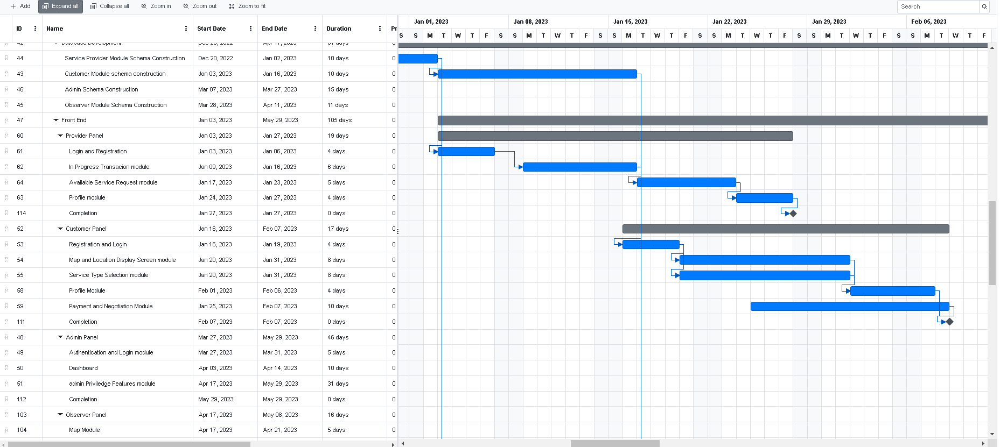 Add Expand all Collapse all Zoom in Zoom out Zoom to fit Search
ID Name Start Date End Date Duration Pr
Jan 01, 2023 Jan 08, 2023 Jan 15, 2023 Jan 22, 2023 Jan 29, 2023 Feb 05, 2023
S S M T W T F S S M T W T F S S M T W T F S S M T W T F S S M T W T F S S M T W T F
42 Database Development Dec 20, 2022 Apr 11, 2023 81 days
44 Service Provider Module Schema Construction Dec 20, 2022 Jan 02, 2023 10 days 0
43 Customer Module schema construction Jan 03, 2023 Jan 16, 2023 10 days 0
46 Admin Schema Construction Mar 07, 2023 Mar 27, 2023 15 days 0
45 Observer Module Schema Construction Mar 28, 2023 Apr 11, 2023 11 days 0
47 Front End Jan 03, 2023 May 29, 2023 105 days 0
60 Provider Panel Jan 03, 2023 Jan 27, 2023 19 days 0
61 Login and Registration Jan 03, 2023 Jan 06, 2023 4 days 0
62 In Progress Transacion module Jan 09, 2023 Jan 16, 2023 6 days 0
64 Available Service Request module Jan 17, 2023 Jan 23, 2023 5 days 0
63 Profile module Jan 24, 2023 Jan 27, 2023 4 days 0
114 Completion Jan 27, 2023 Jan 27, 2023 0 days 0
52 Customer Panel Jan 16, 2023 Feb 07, 2023 17 days 0
53 Registration and Login Jan 16, 2023 Jan 19, 2023 4 days 0
54 Map and Location Display Screen module Jan 20, 2023 Jan 31, 2023 8 days 0
55 Service Type Selection module Jan 20, 2023 Jan 31, 2023 8 days 0
58 Profile Module Feb 01, 2023 Feb 06, 2023 4 days 0
59 Payment and Negotiation Module Jan 25, 2023 Feb 07, 2023 10 days 0
111 Completion Feb 07, 2023 Feb 07, 2023 0 days 0
48 Admin Panel Mar 27, 2023 May 29, 2023 46 days 0
49 Authentication and Login module Mar 27, 2023 Mar 31, 2023 5 days 0
50 Dashboard Apr 03, 2023 Apr 14, 2023 10 days 0
51 admin Priviledge Features module Apr 17, 2023 May 29, 2023 31 days 0
112 Completion May 29, 2023 May 29, 2023 0 days 0
103 Observer Panel Apr 17, 2023 May 08, 2023 16 days 0
104 Map Module Apr 17, 2023 Apr 21, 2023 5 days 0